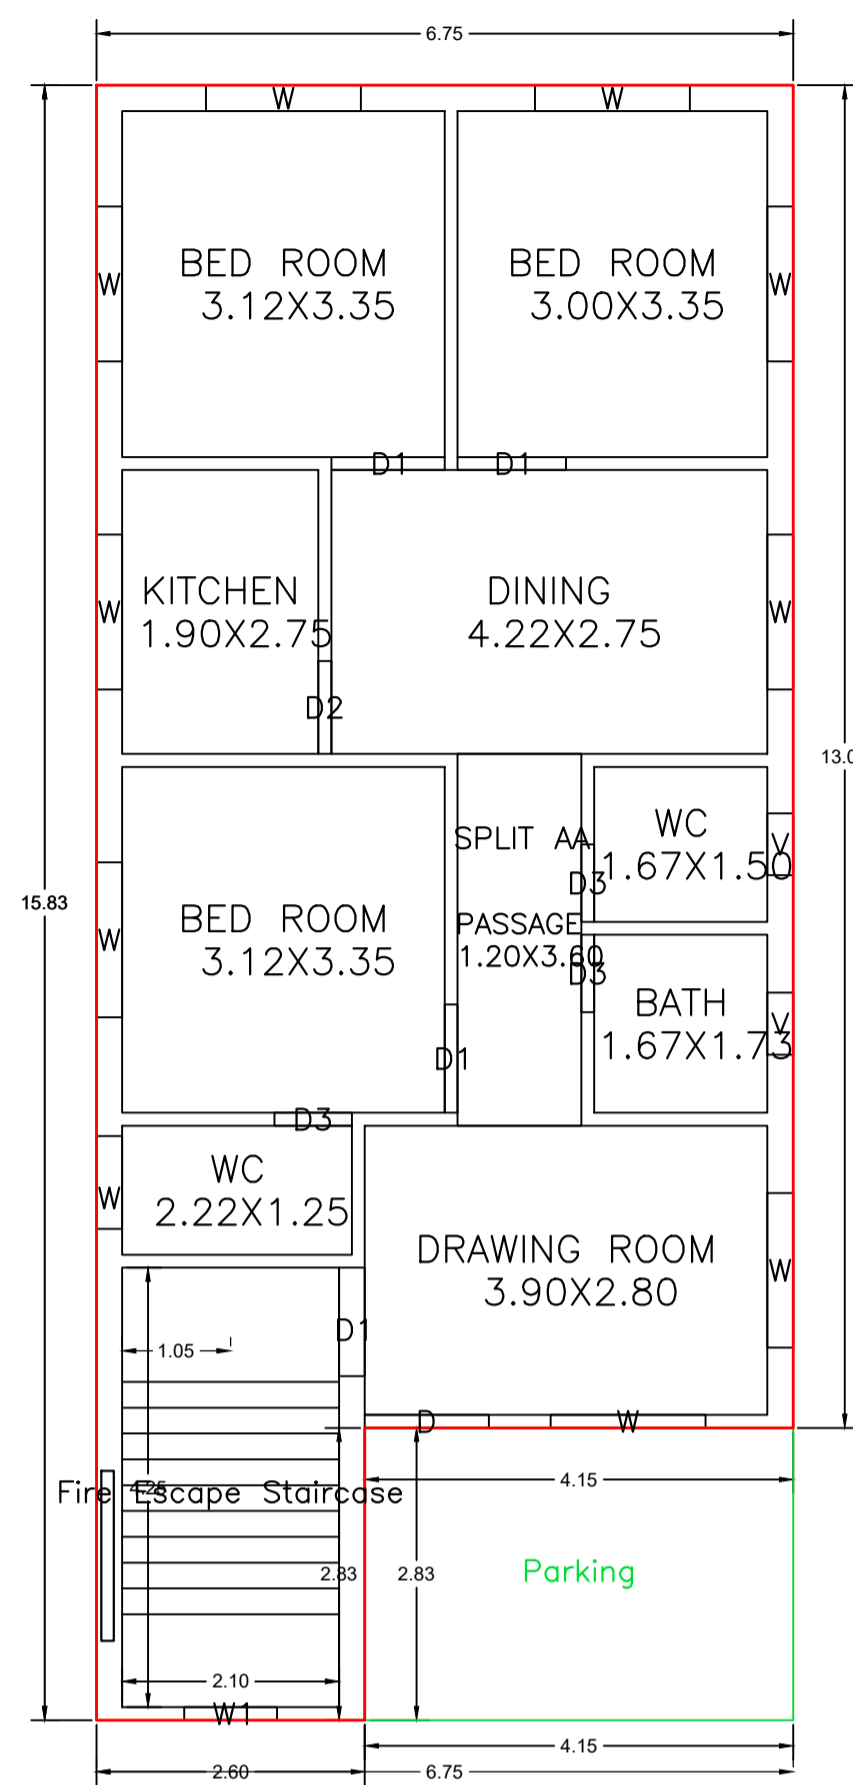 6.75
W
W
BED ROOM
3.12X3.35
BED ROOM
3.00X3.35
W
W
D1
D1
KITCHEN
1.90X2.75
DINING
4.22X2.75
W
W
D2
13.0
SPLIT AA
WC
1.67X1.50
V
D3
15.83
BED ROOM
3.12X3.35
W
PASSAGE
1.20X3.60
D3
BATH
1.67X1.73
V
D1
D3
WC
2.22X1.25
W
DRAWING ROOM
3.90X2.80
W
D1
1.05
D
W
4.15
4.25
Fire Escape Staircase
2.83
2.83
Parking
2.10
W1
4.15
2.60
6.75